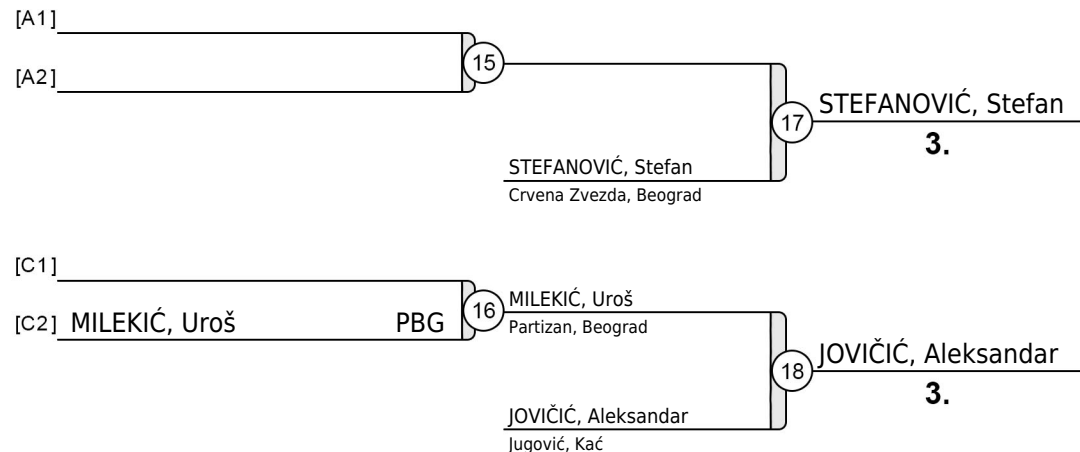 [A1]
15
[A2]
17
STEFANOVIĆ, Stefan
3.
STEFANOVIĆ, Stefan
Crvena Zvezda, Beograd
[C1]
16
MILEKIĆ, Uroš
[C2] MILEKIĆ, Uroš PBG
Partizan, Beograd
18
JOVIČIĆ, Aleksandar
3.
JOVIČIĆ, Aleksandar
Jugović, Kać